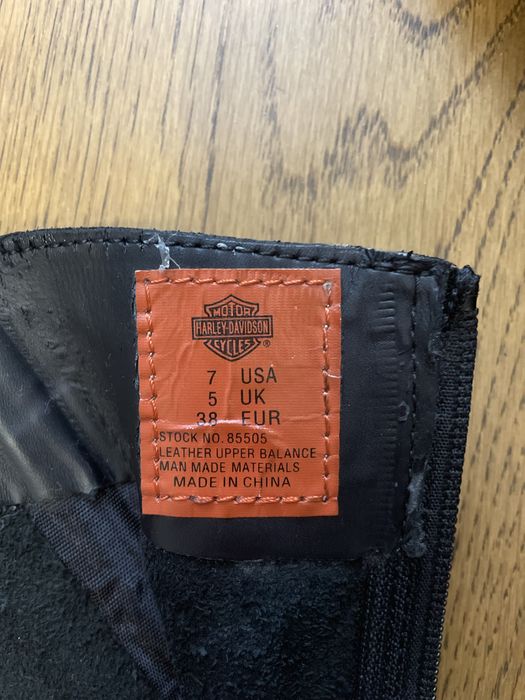 MOTOR
HARLEY-DAVIDSON
CYCLES ®
7 USA
5 UK
38 EUR
STOCK NO. 85505
LEATHER UPPER BALANCE
MAN MADE MATERIALS
MADE IN CHINA